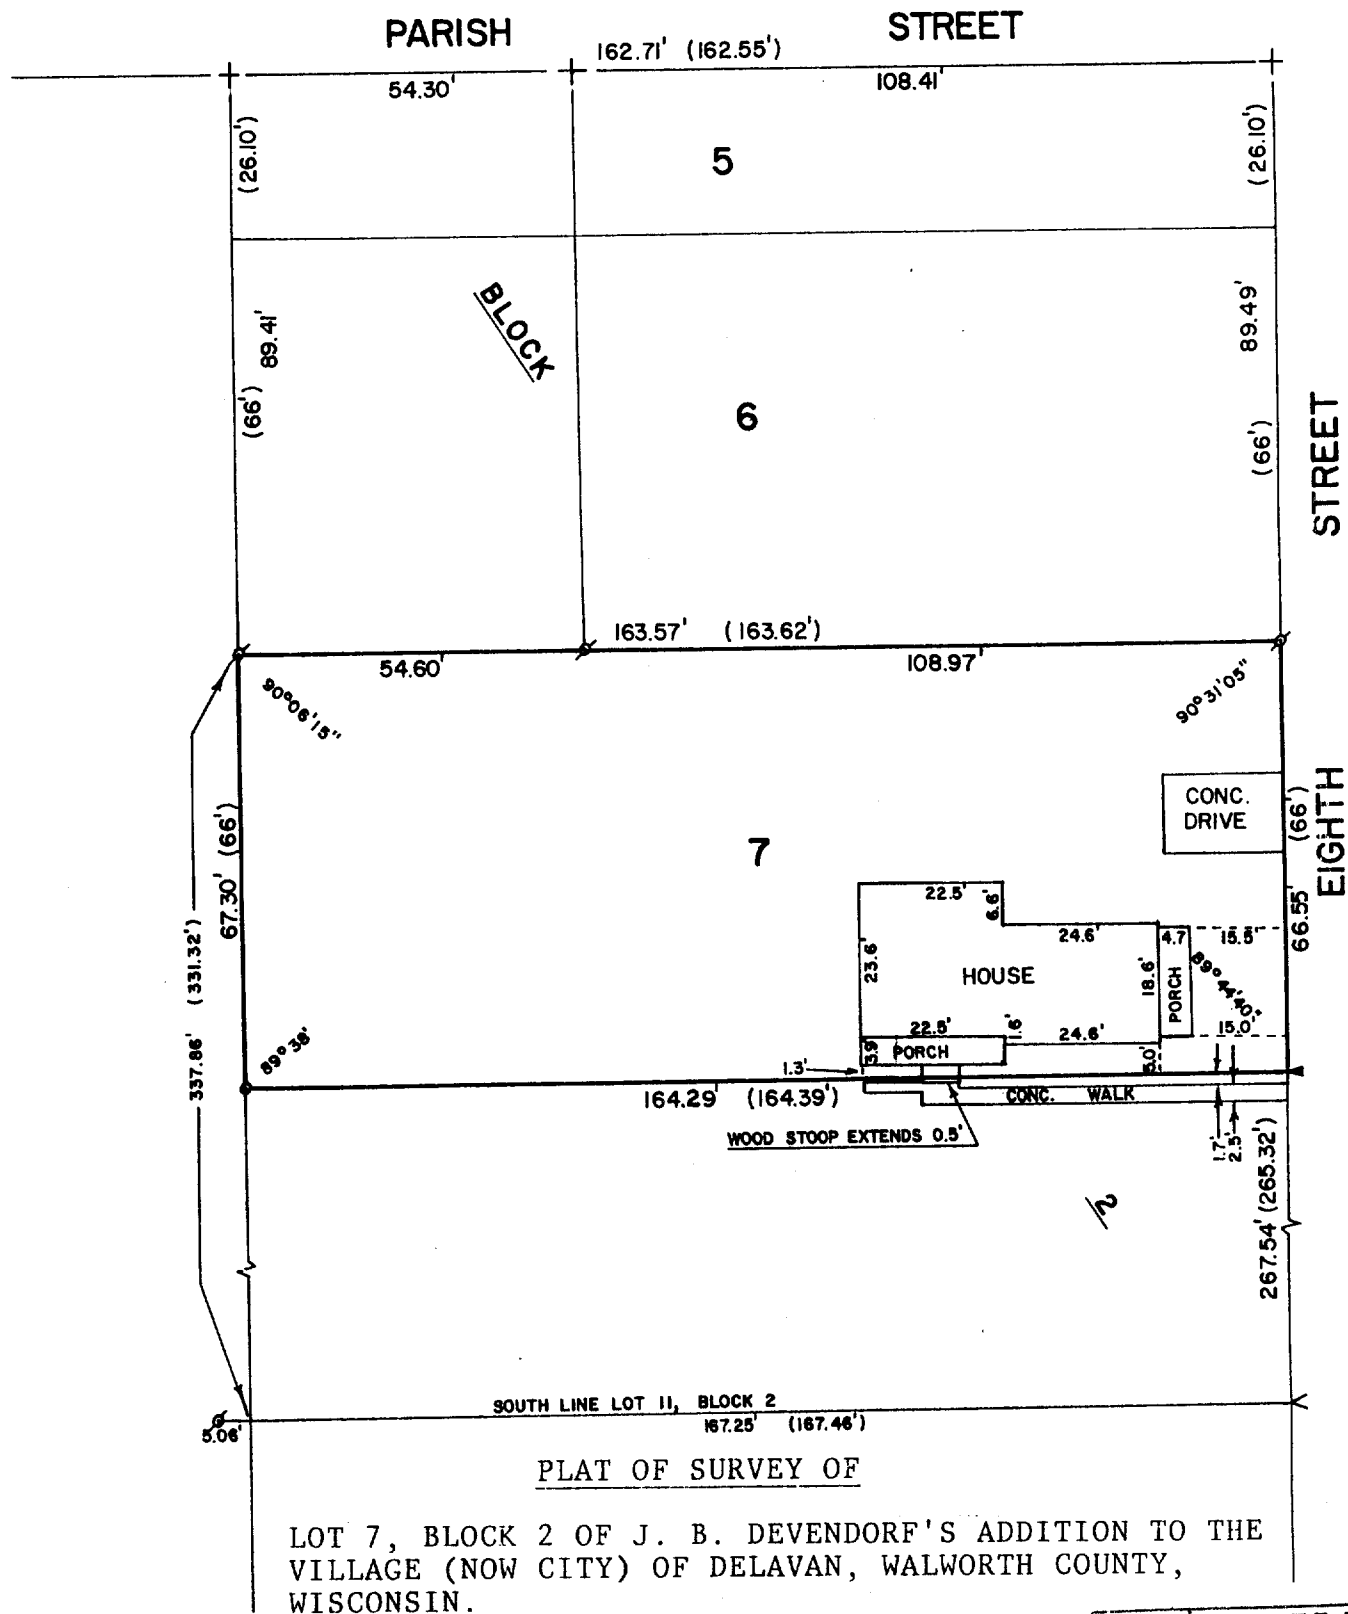 PARISH STREET
162.71' (162.55')
54.30' 108.41'
(26.10') (26.10')
5
BLOCK
89.41' 89.49'
(66') (66')
6
STREET
163.57' (163.62')
54.60' 108.97'
90°06'15" 90°31'05"
CONC.
DRIVE
(66')
EIGHTH
7
67.30' (66')
66.55'
22.5'
6.6'
24.6'
4.7 15.5'
23.6'
HOUSE
18.6'
PORCH
89°44'40"
337.86' (331.32')
22.5'
1.6'
24.6'
15.0'
3.9'
PORCH
5.0'
89°38'
1.3'
164.29' (164.39')
CONC. WALK
WOOD STOOP EXTENDS 0.5'
1.7'
2.5'
2
267.54' (265.32')
SOUTH LINE LOT 11, BLOCK 2
5.06'
167.25' (167.46')
PLAT OF SURVEY OF
LOT 7, BLOCK 2 OF J. B. DEVENDORF'S ADDITION TO THE
VILLAGE (NOW CITY) OF DELAVAN, WALWORTH COUNTY,
WISCONSIN.